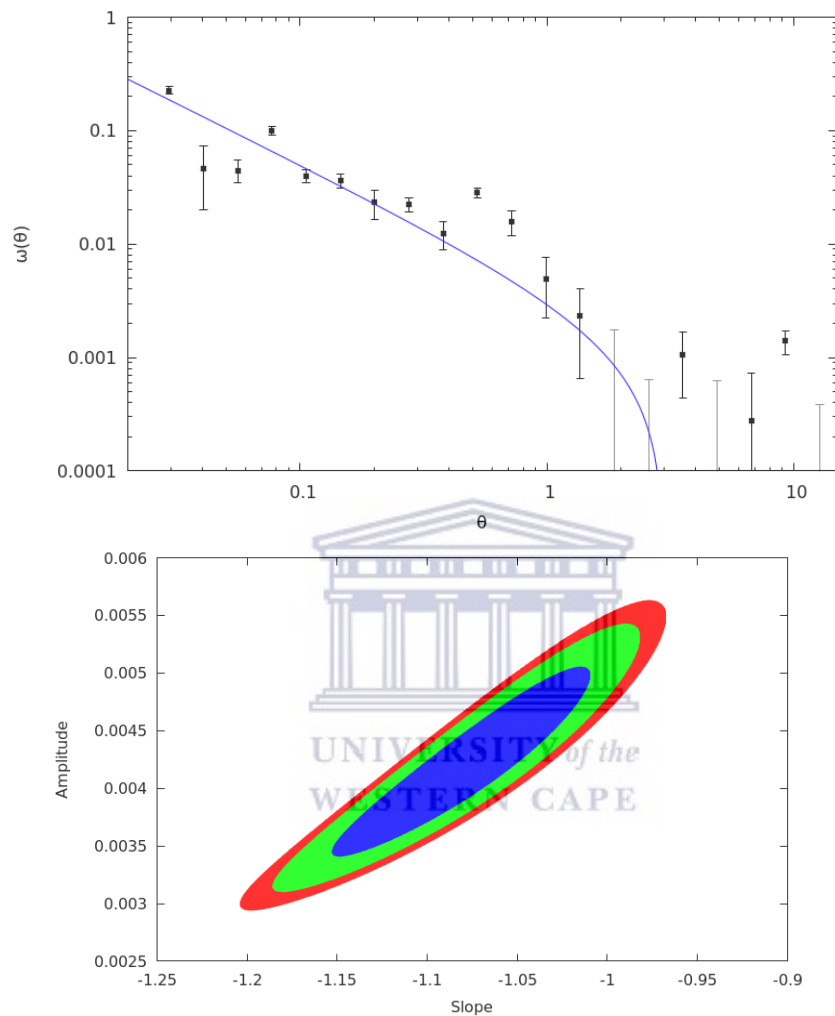 1
0.1
0.01
0.001
0.0001
ω(θ)
0.1 1 10
θ
0.006
0.0055
0.005
0.0045
0.004
0.0035
0.003
0.0025
Amplitude
UNIVERSITY of the
WESTERN CAPE
-1.25 -1.2 -1.15 -1.1 -1.05 -1 -0.95 -0.9
Slope